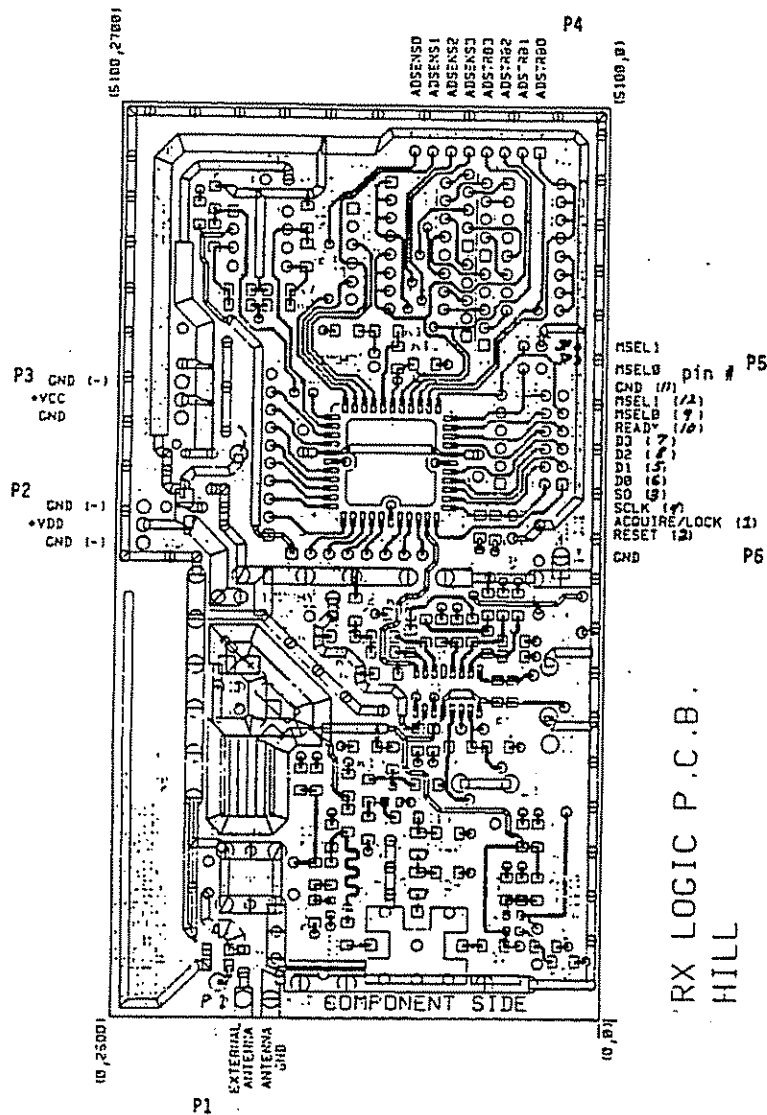 (5100,2700)
P4
ADSENS0
ADSENS1
ADSENS2
ADSENS3
ADSTRB3
ADSTRB2
ADSTRB1
ADSTRB0
(5100,0)
P3
GND (-)
+VCC
GND
P2
GND (-)
+VDD
GND (-)
MSEL1
MSEL0
pin #
P5
GND (11)
MSEL1 (12)
MSEL0 (9)
READY (10)
D3 (7)
D2 (8)
D1 (5)
D0 (6)
SO (3)
SCLK (4)
ACQUIRE/LOCK (1)
RESET (2)
GND
P6
COMPONENT SIDE
(0,2600)
EXTERNAL
ANTENNA
ANTENNA
GND
P1
(0,0)
RX LOGIC P.C.B.
HILL